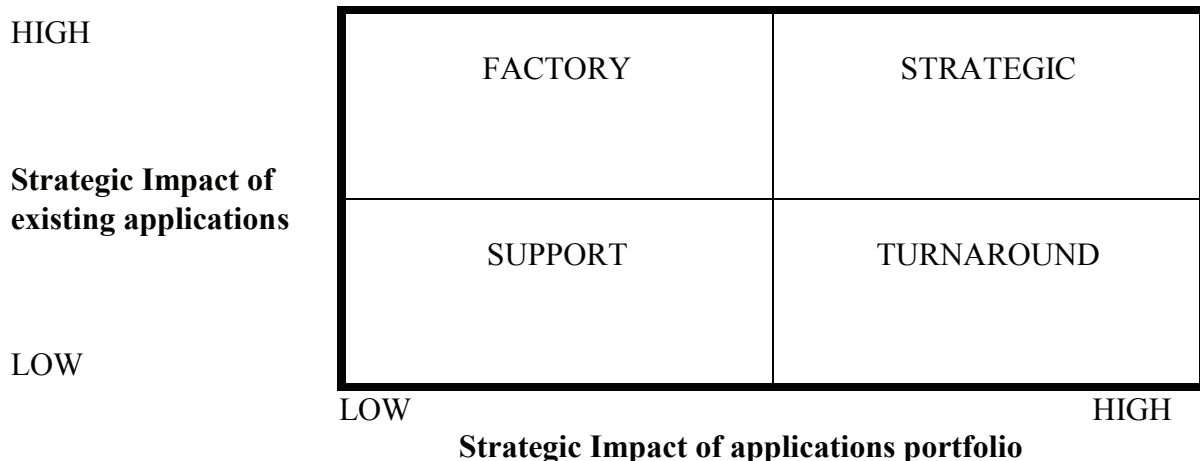 HIGH
FACTORY
STRATEGIC
Strategic Impact of
existing applications
SUPPORT
TURNAROUND
LOW
LOW
HIGH
Strategic Impact of applications portfolio